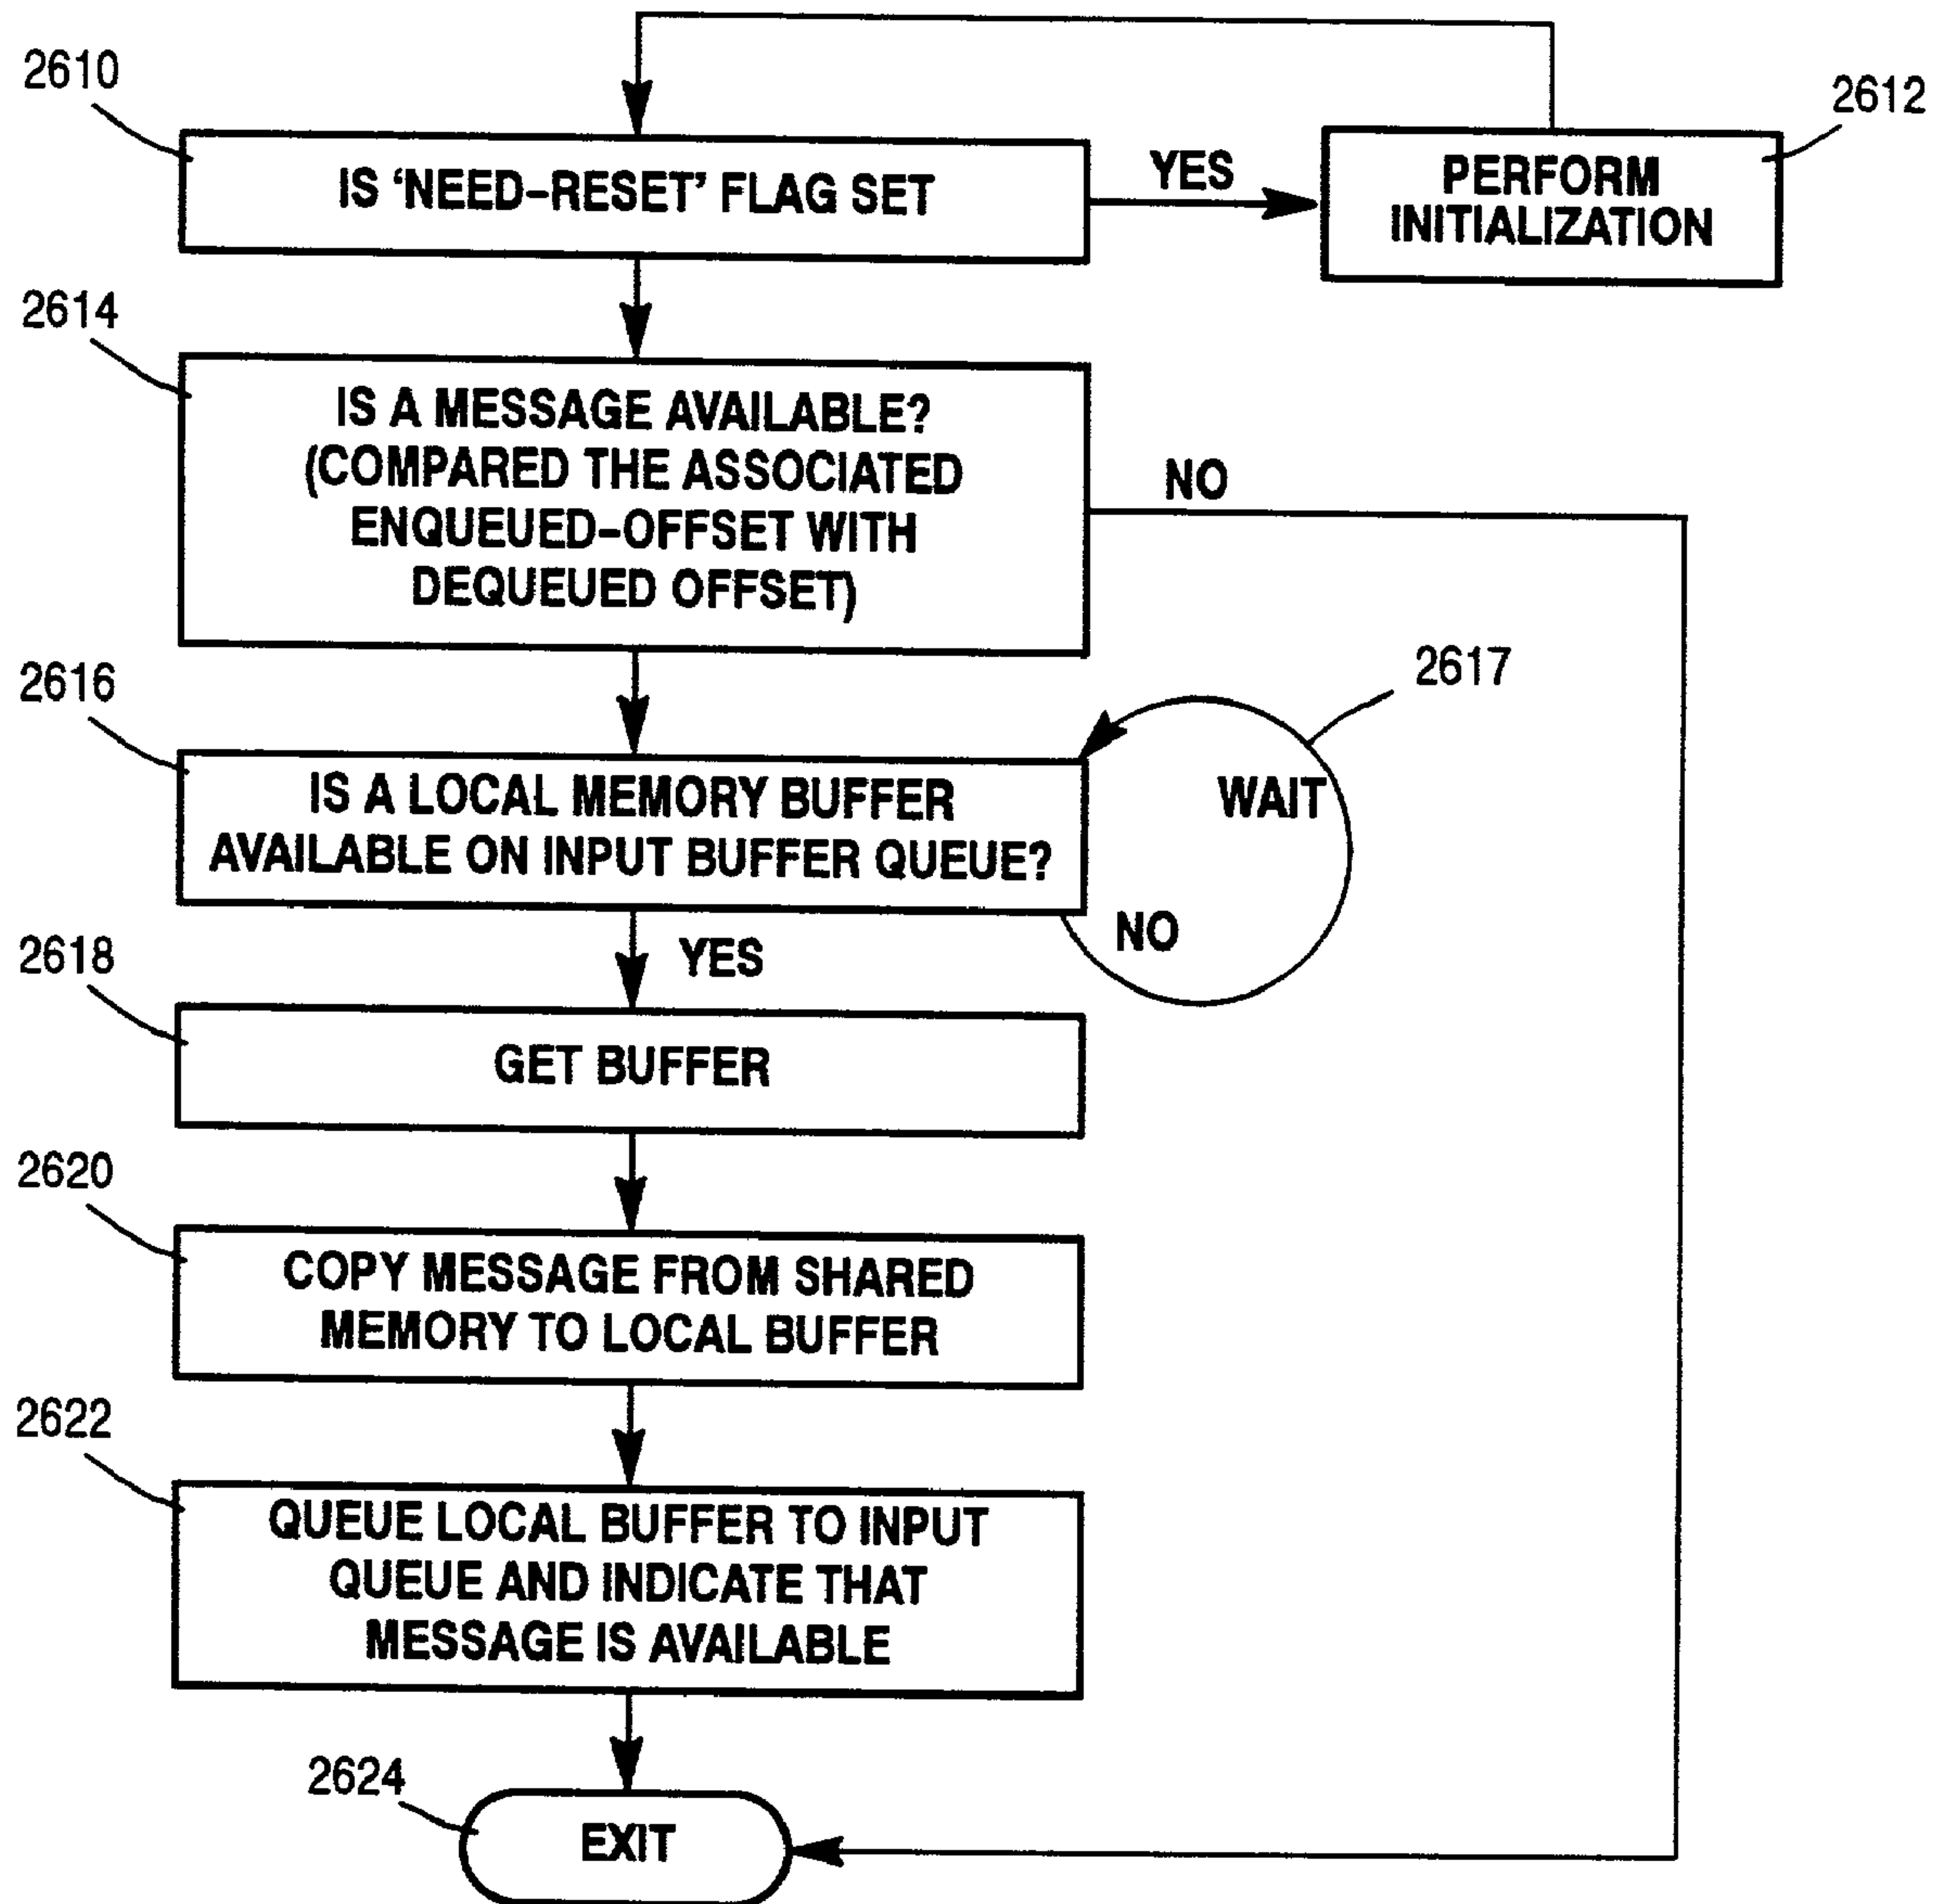 2610
2612
IS 'NEED-RESET' FLAG SET
YES
PERFORM
INITIALIZATION
2614
IS A MESSAGE AVAILABLE?
(COMPARED THE ASSOCIATED
ENQUEUED-OFFSET WITH
DEQUEUED OFFSET)
NO
2616
2617
IS A LOCAL MEMORY BUFFER
AVAILABLE ON INPUT BUFFER QUEUE?
WAIT
NO
YES
2618
GET BUFFER
2620
COPY MESSAGE FROM SHARED
MEMORY TO LOCAL BUFFER
2622
QUEUE LOCAL BUFFER TO INPUT
QUEUE AND INDICATE THAT
MESSAGE IS AVAILABLE
2624
EXIT